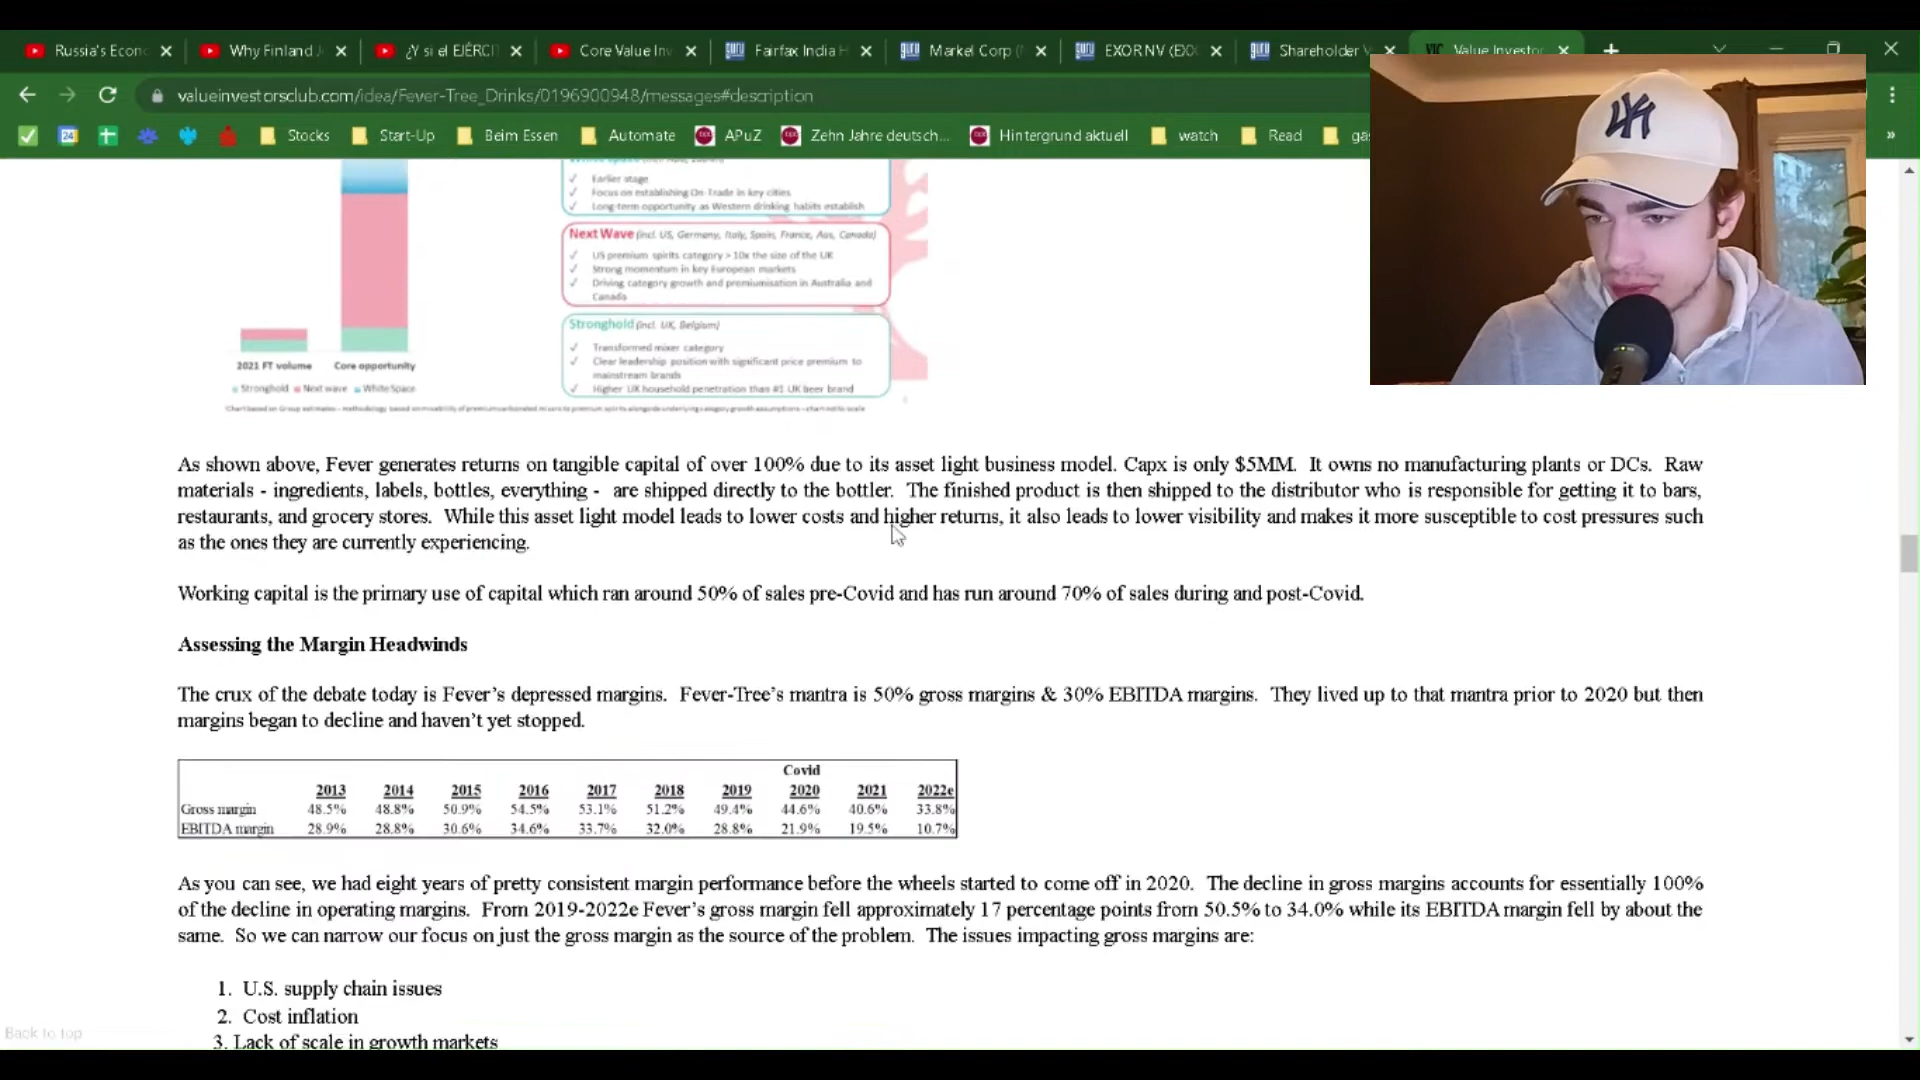 Russia's Econ
Why Finland J
¿Y si el EJÉRCI
Core Value Inv
Fairfax India H
Markel Corp (
EXOR NV (EXX
Shareholder V
Value Investor
valueinvestorsclub.com/idea/Fever-Tree_Drinks/0196900948/messages#description
24
Stocks
Start-Up
Beim Essen
Automate
APuZ
Zehn Jahre deutsch...
Hintergrund aktuell
watch
Read
gas
Earlier stage
Focus on establishing On-Trade in key cities
Long-term opportunity as Western drinking habits establish
Next Wave (incl. US, Germany, Italy, Spain, France, Aus, Canada)
US premium spirits category > 10x the size of the UK
Strong momentum in key European markets
Driving category growth and premiumisation in Australia and
Canada
Stronghold (incl. UK, Belgium)
Transformed mixer category
Clear leadership position with significant price premium to
mainstream brands
Higher UK household penetration than #1 UK beer brand
2021 FT volume Core opportunity
Stronghold Next wave White Space
As shown above, Fever generates returns on tangible capital of over 100% due to its asset light business model. Capx is only $5MM. It owns no manufacturing plants or DCs. Raw
materials - ingredients, labels, bottles, everything - are shipped directly to the bottler. The finished product is then shipped to the distributor who is responsible for getting it to bars,
restaurants, and grocery stores. While this asset light model leads to lower costs and higher returns, it also leads to lower visibility and makes it more susceptible to cost pressures such
as the ones they are currently experiencing.
Working capital is the primary use of capital which ran around 50% of sales pre-Covid and has run around 70% of sales during and post-Covid.
Assessing the Margin Headwinds
The crux of the debate today is Fever's depressed margins. Fever-Tree's mantra is 50% gross margins & 30% EBITDA margins. They lived up to that mantra prior to 2020 but then
margins began to decline and haven't yet stopped.
Covid
2013 2014 2015 2016 2017 2018 2019 2020 2021 2022e
Gross margin 48.5% 48.8% 50.9% 54.5% 53.1% 51.2% 49.4% 44.6% 40.6% 33.8%
EBITDA margin 28.9% 28.8% 30.6% 34.6% 33.7% 32.0% 28.8% 21.9% 19.5% 10.7%
As you can see, we had eight years of pretty consistent margin performance before the wheels started to come off in 2020. The decline in gross margins accounts for essentially 100%
of the decline in operating margins. From 2019-2022e Fever's gross margin fell approximately 17 percentage points from 50.5% to 34.0% while its EBITDA margin fell by about the
same. So we can narrow our focus on just the gross margin as the source of the problem. The issues impacting gross margins are:
1. U.S. supply chain issues
2. Cost inflation
3. Lack of scale in growth markets
Back to top